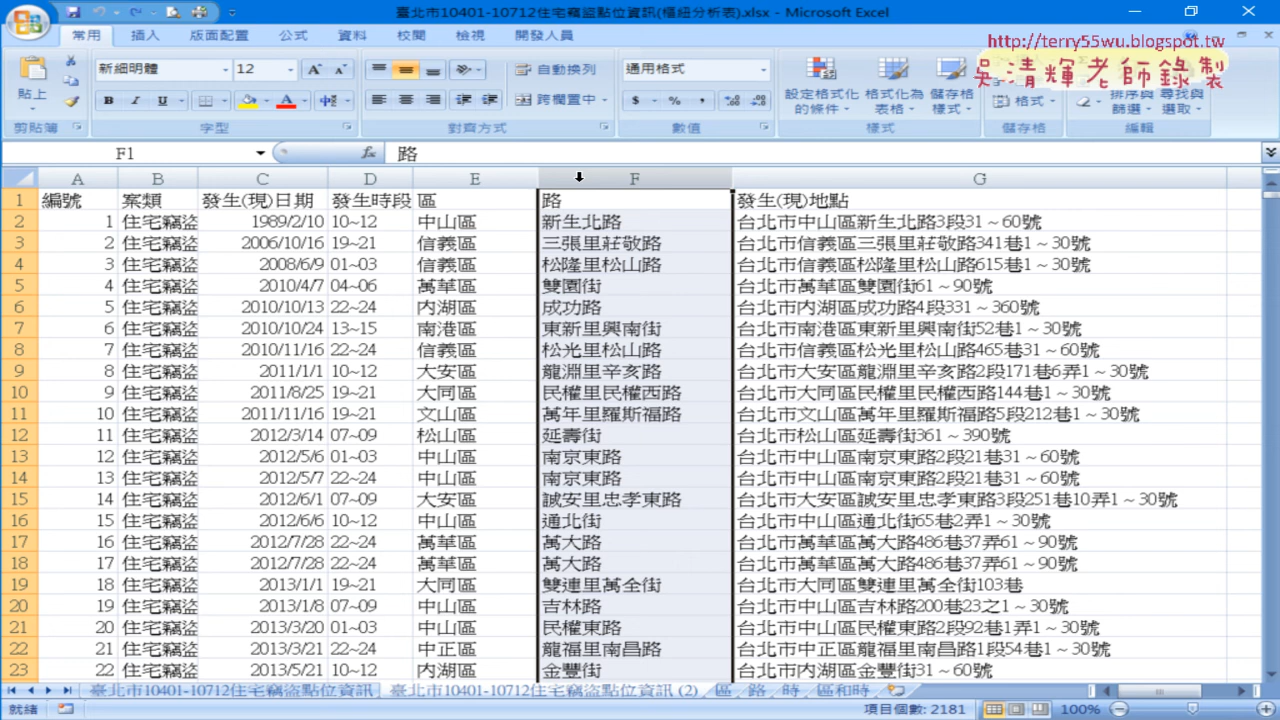 臺北市10401-10712住宅竊盜點位資訊(樞紐分析表).xlsx - Microsoft Excel
常用 插入 版面配置 公式 資料 校閱 檢視 開發人員
http://terry55wu.blogspot.tw
吳清輝老師錄製
新細明體 12 自動換列 通用格式
貼上 B I U 中 跨欄置中 $ % , 設定格式化的條件 格式化為表格 儲存格樣式 格式 排序與篩選 尋找與選取
剪貼簿 字型 對齊方式 數值 樣式 儲存格 編輯
F1 fx 路
A B C D E F G
1 編號 案類 發生(現)日期 發生時段 區 路 發生(現)地點
2 1 住宅竊盜 1989/2/10 10~12 中山區 新生北路 台北市中山區新生北路3段31~60號
3 2 住宅竊盜 2006/10/16 19~21 信義區 三張里莊敬路 台北市信義區三張里莊敬路341巷1~30號
4 3 住宅竊盜 2008/6/9 01~03 信義區 松隆里松山路 台北市信義區松隆里松山路615巷1~30號
5 4 住宅竊盜 2010/4/7 04~06 萬華區 雙園街 台北市萬華區雙園街61~90號
6 5 住宅竊盜 2010/10/13 22~24 內湖區 成功路 台北市內湖區成功路4段331~360號
7 6 住宅竊盜 2010/10/24 13~15 南港區 東新里興南街 台北市南港區東新里興南街52巷1~30號
8 7 住宅竊盜 2010/11/16 22~24 信義區 松光里松山路 台北市信義區松光里松山路465巷31~60號
9 8 住宅竊盜 2011/1/1 10~12 大安區 龍淵里辛亥路 台北市大安區龍淵里辛亥路2段171巷6弄1~30號
10 9 住宅竊盜 2011/8/25 19~21 大同區 民權里民權西路 台北市大同區民權里民權西路144巷1~30號
11 10 住宅竊盜 2011/11/16 19~21 文山區 萬年里羅斯福路 台北市文山區萬年里羅斯福路5段212巷1~30號
12 11 住宅竊盜 2012/3/14 07~09 松山區 延壽街 台北市松山區延壽街361~390號
13 12 住宅竊盜 2012/5/6 01~03 中山區 南京東路 台北市中山區南京東路2段21巷31~60號
14 13 住宅竊盜 2012/5/7 22~24 中山區 南京東路 台北市中山區南京東路2段21巷31~60號
15 14 住宅竊盜 2012/6/1 07~09 大安區 誠安里忠孝東路 台北市大安區誠安里忠孝東路3段251巷10弄1~30號
16 15 住宅竊盜 2012/6/6 10~12 中山區 通北街 台北市中山區通北街65巷2弄1~30號
17 16 住宅竊盜 2012/7/28 22~24 萬華區 萬大路 台北市萬華區萬大路486巷37弄61~90號
18 17 住宅竊盜 2012/7/28 22~24 萬華區 萬大路 台北市萬華區萬大路486巷37弄61~90號
19 18 住宅竊盜 2013/1/1 19~21 大同區 雙連里萬全街 台北市大同區雙連里萬全街103巷
20 19 住宅竊盜 2013/1/8 07~09 中山區 吉林路 台北市中山區吉林路200巷23之1~30號
21 20 住宅竊盜 2013/3/20 01~03 中山區 民權東路 台北市中山區民權東路2段92巷1弄1~30號
22 21 住宅竊盜 2013/3/21 22~24 中正區 龍福里南昌路 台北市中正區龍福里南昌路1段54巷1~30號
23 22 住宅竊盜 2013/5/21 10~12 內湖區 金豐街 台北市內湖區金豐街31~60號
臺北市10401-10712住宅竊盜點位資訊 臺北市10401-10712住宅竊盜點位資訊 (2) 區 路 時 區和時
就緒 項目個數: 2181 100%